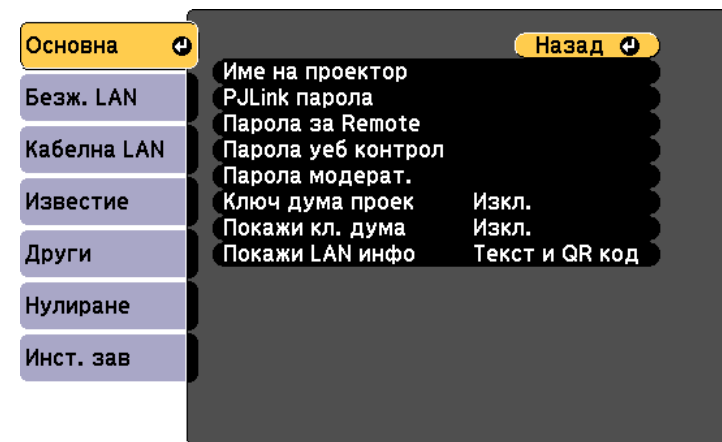 Основна
Назад
Име на проектор
Безж. LAN
PJLink парола
Парола за Remote
Кабелна LAN
Парола уеб контрол
Парола модерат.
Известие
Ключ дума проек Изкл.
Покажи кл. дума Изкл.
Други
Покажи LAN инфо Текст и QR код
Нулиране
Инст. зав